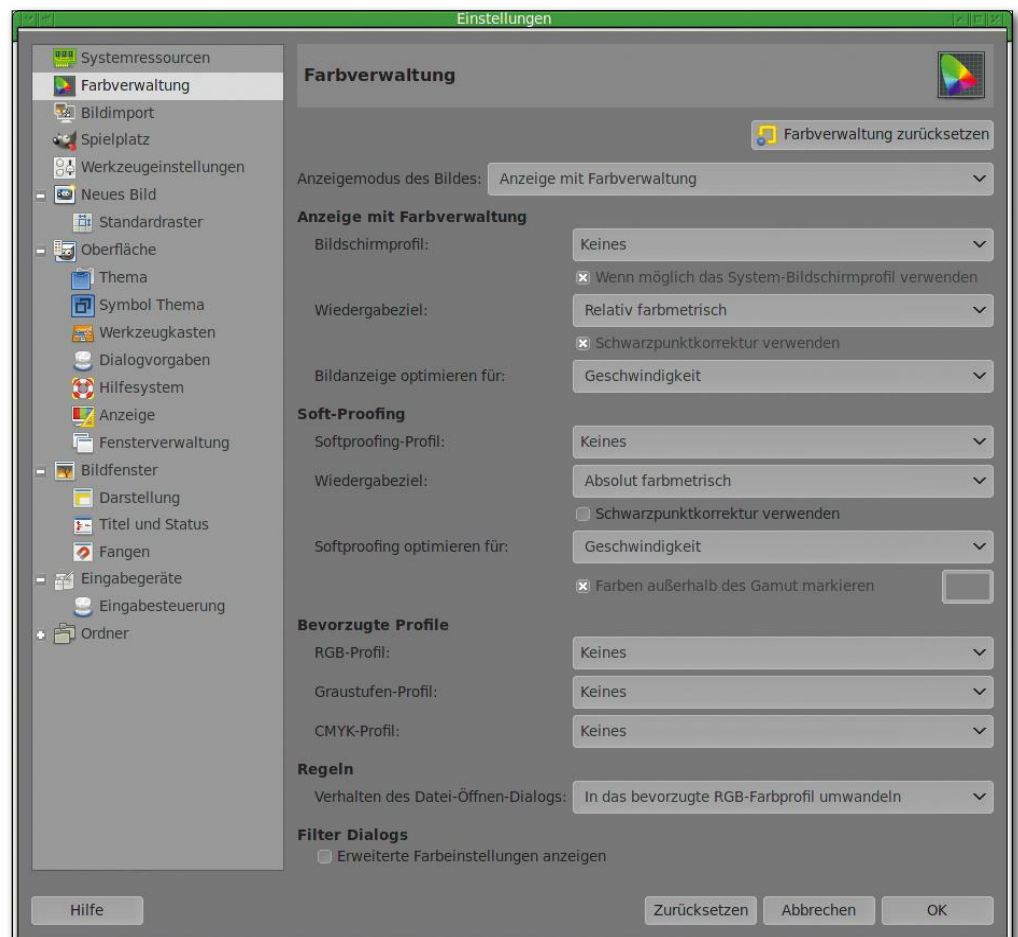 Einstellungen
Systemressourcen
Farbverwaltung
Bildimport
Spielplatz
Werkzeugeinstellungen
Neues Bild
Standardraster
Oberfläche
Thema
Symbol Thema
Werkzeugkasten
Dialogvorgaben
Hilfesystem
Anzeige
Fensterverwaltung
Bildfenster
Darstellung
Titel und Status
Fangen
Eingabegeräte
Eingabesteuerung
Ordner
Farbverwaltung
Farbverwaltung zurücksetzen
Anzeigemodus des Bildes: Anzeige mit Farbverwaltung
Anzeige mit Farbverwaltung
Bildschirmprofil: Keines
Wenn möglich das System-Bildschirmprofil verwenden
Wiedergabeziel: Relativ farbmetrisch
Schwarzpunktkorrektur verwenden
Bildanzeige optimieren für: Geschwindigkeit
Soft-Proofing
Softproofing-Profil: Keines
Wiedergabeziel: Absolut farbmetrisch
Schwarzpunktkorrektur verwenden
Softproofing optimieren für: Geschwindigkeit
Farben außerhalb des Gamut markieren
Bevorzugte Profile
RGB-Profil: Keines
Graustufen-Profil: Keines
CMYK-Profil: Keines
Regeln
Verhalten des Datei-Öffnen-Dialogs: In das bevorzugte RGB-Farbprofil umwandeln
Filter Dialogs
Erweiterte Farbeinstellungen anzeigen
Hilfe Zurücksetzen Abbrechen OK